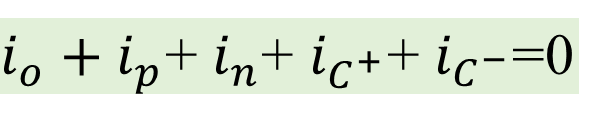 i_o + i_p + i_n + i_{C^+} + i_{C^-} = 0